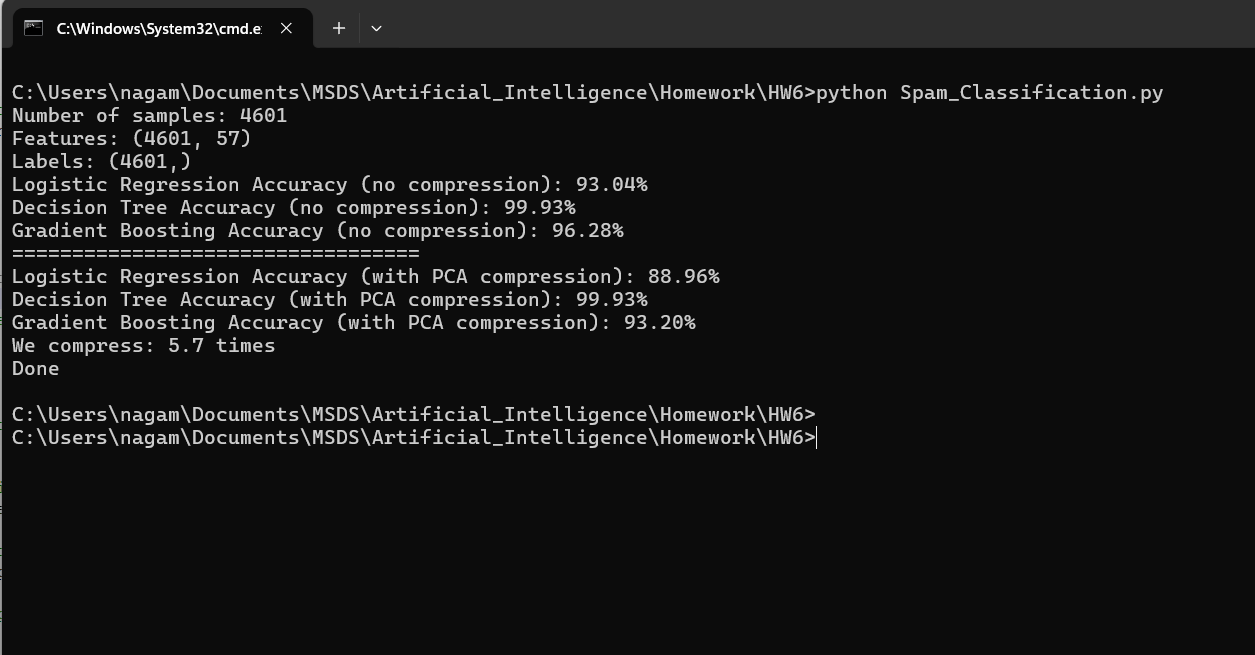 C:\Windows\System32\cmd.e
C:\Users\nagam\Documents\MSDS\Artificial_Intelligence\Homework\HW6>python Spam_Classification.py
Number of samples: 4601
Features: (4601, 57)
Labels: (4601,)
Logistic Regression Accuracy (no compression): 93.04%
Decision Tree Accuracy (no compression): 99.93%
Gradient Boosting Accuracy (no compression): 96.28%
==================================
Logistic Regression Accuracy (with PCA compression): 88.96%
Decision Tree Accuracy (with PCA compression): 99.93%
Gradient Boosting Accuracy (with PCA compression): 93.20%
We compress: 5.7 times
Done
C:\Users\nagam\Documents\MSDS\Artificial_Intelligence\Homework\HW6>
C:\Users\nagam\Documents\MSDS\Artificial_Intelligence\Homework\HW6>